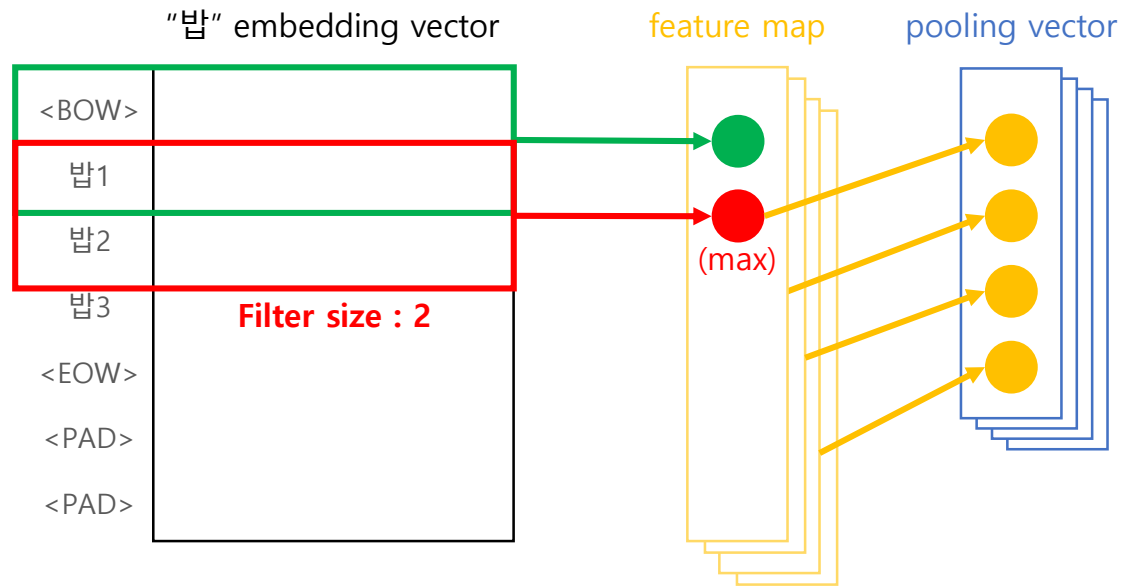 "밥" embedding vector
feature map
pooling vector
<BOW>
밥1
밥2
(max)
밥3
Filter size : 2
<EOW>
<PAD>
<PAD>